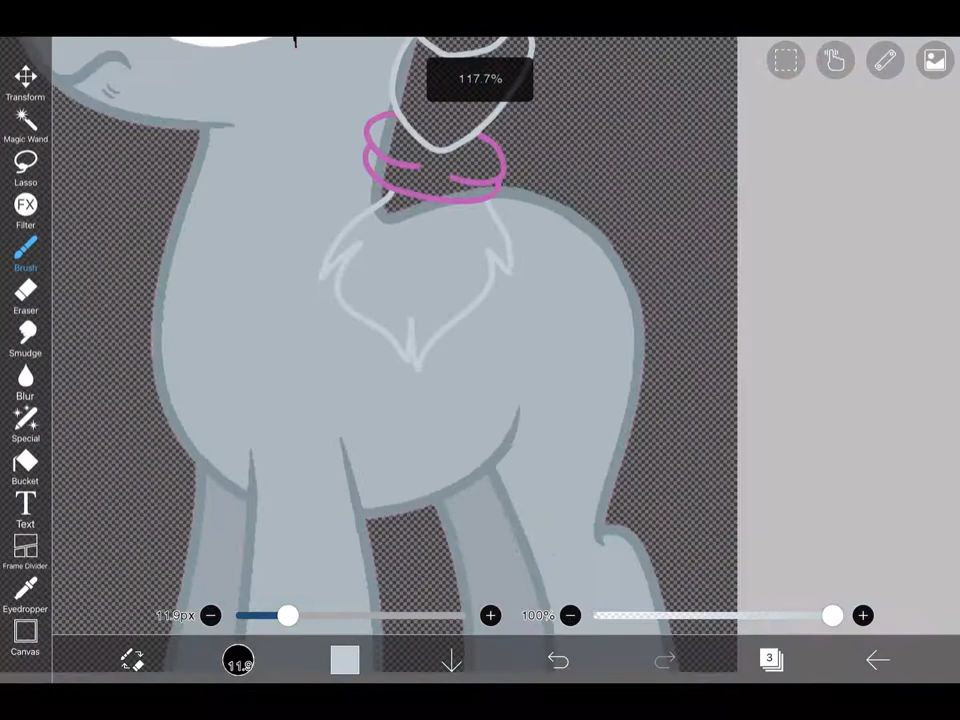 117.7%
Transform
Magic Wand
Lasso
FX
Filter
Brush
Eraser
Smudge
Blur
Special
Bucket
T
Text
Frame Divider
Eyedropper
Canvas
11.9px
100%
11.9
3